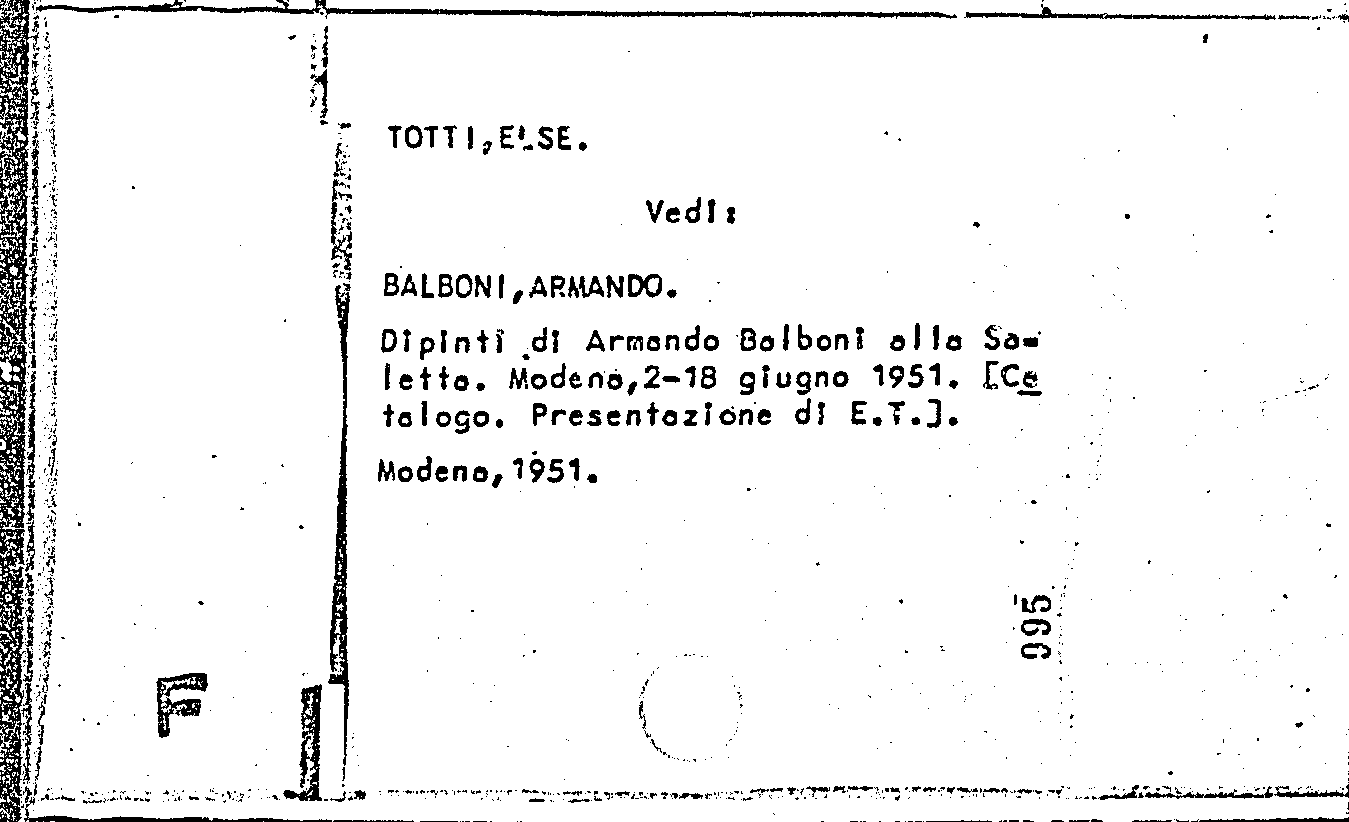 TOTTI,ELSE.
Vedi:
BALBONI,ARMANDO.
Dipinti di Armando Balboni alla Sa-
letta. Modena,2-18 giugno 1951. [Ca
talogo. Presentazione di E.T.].
Modena,1951.
995
F